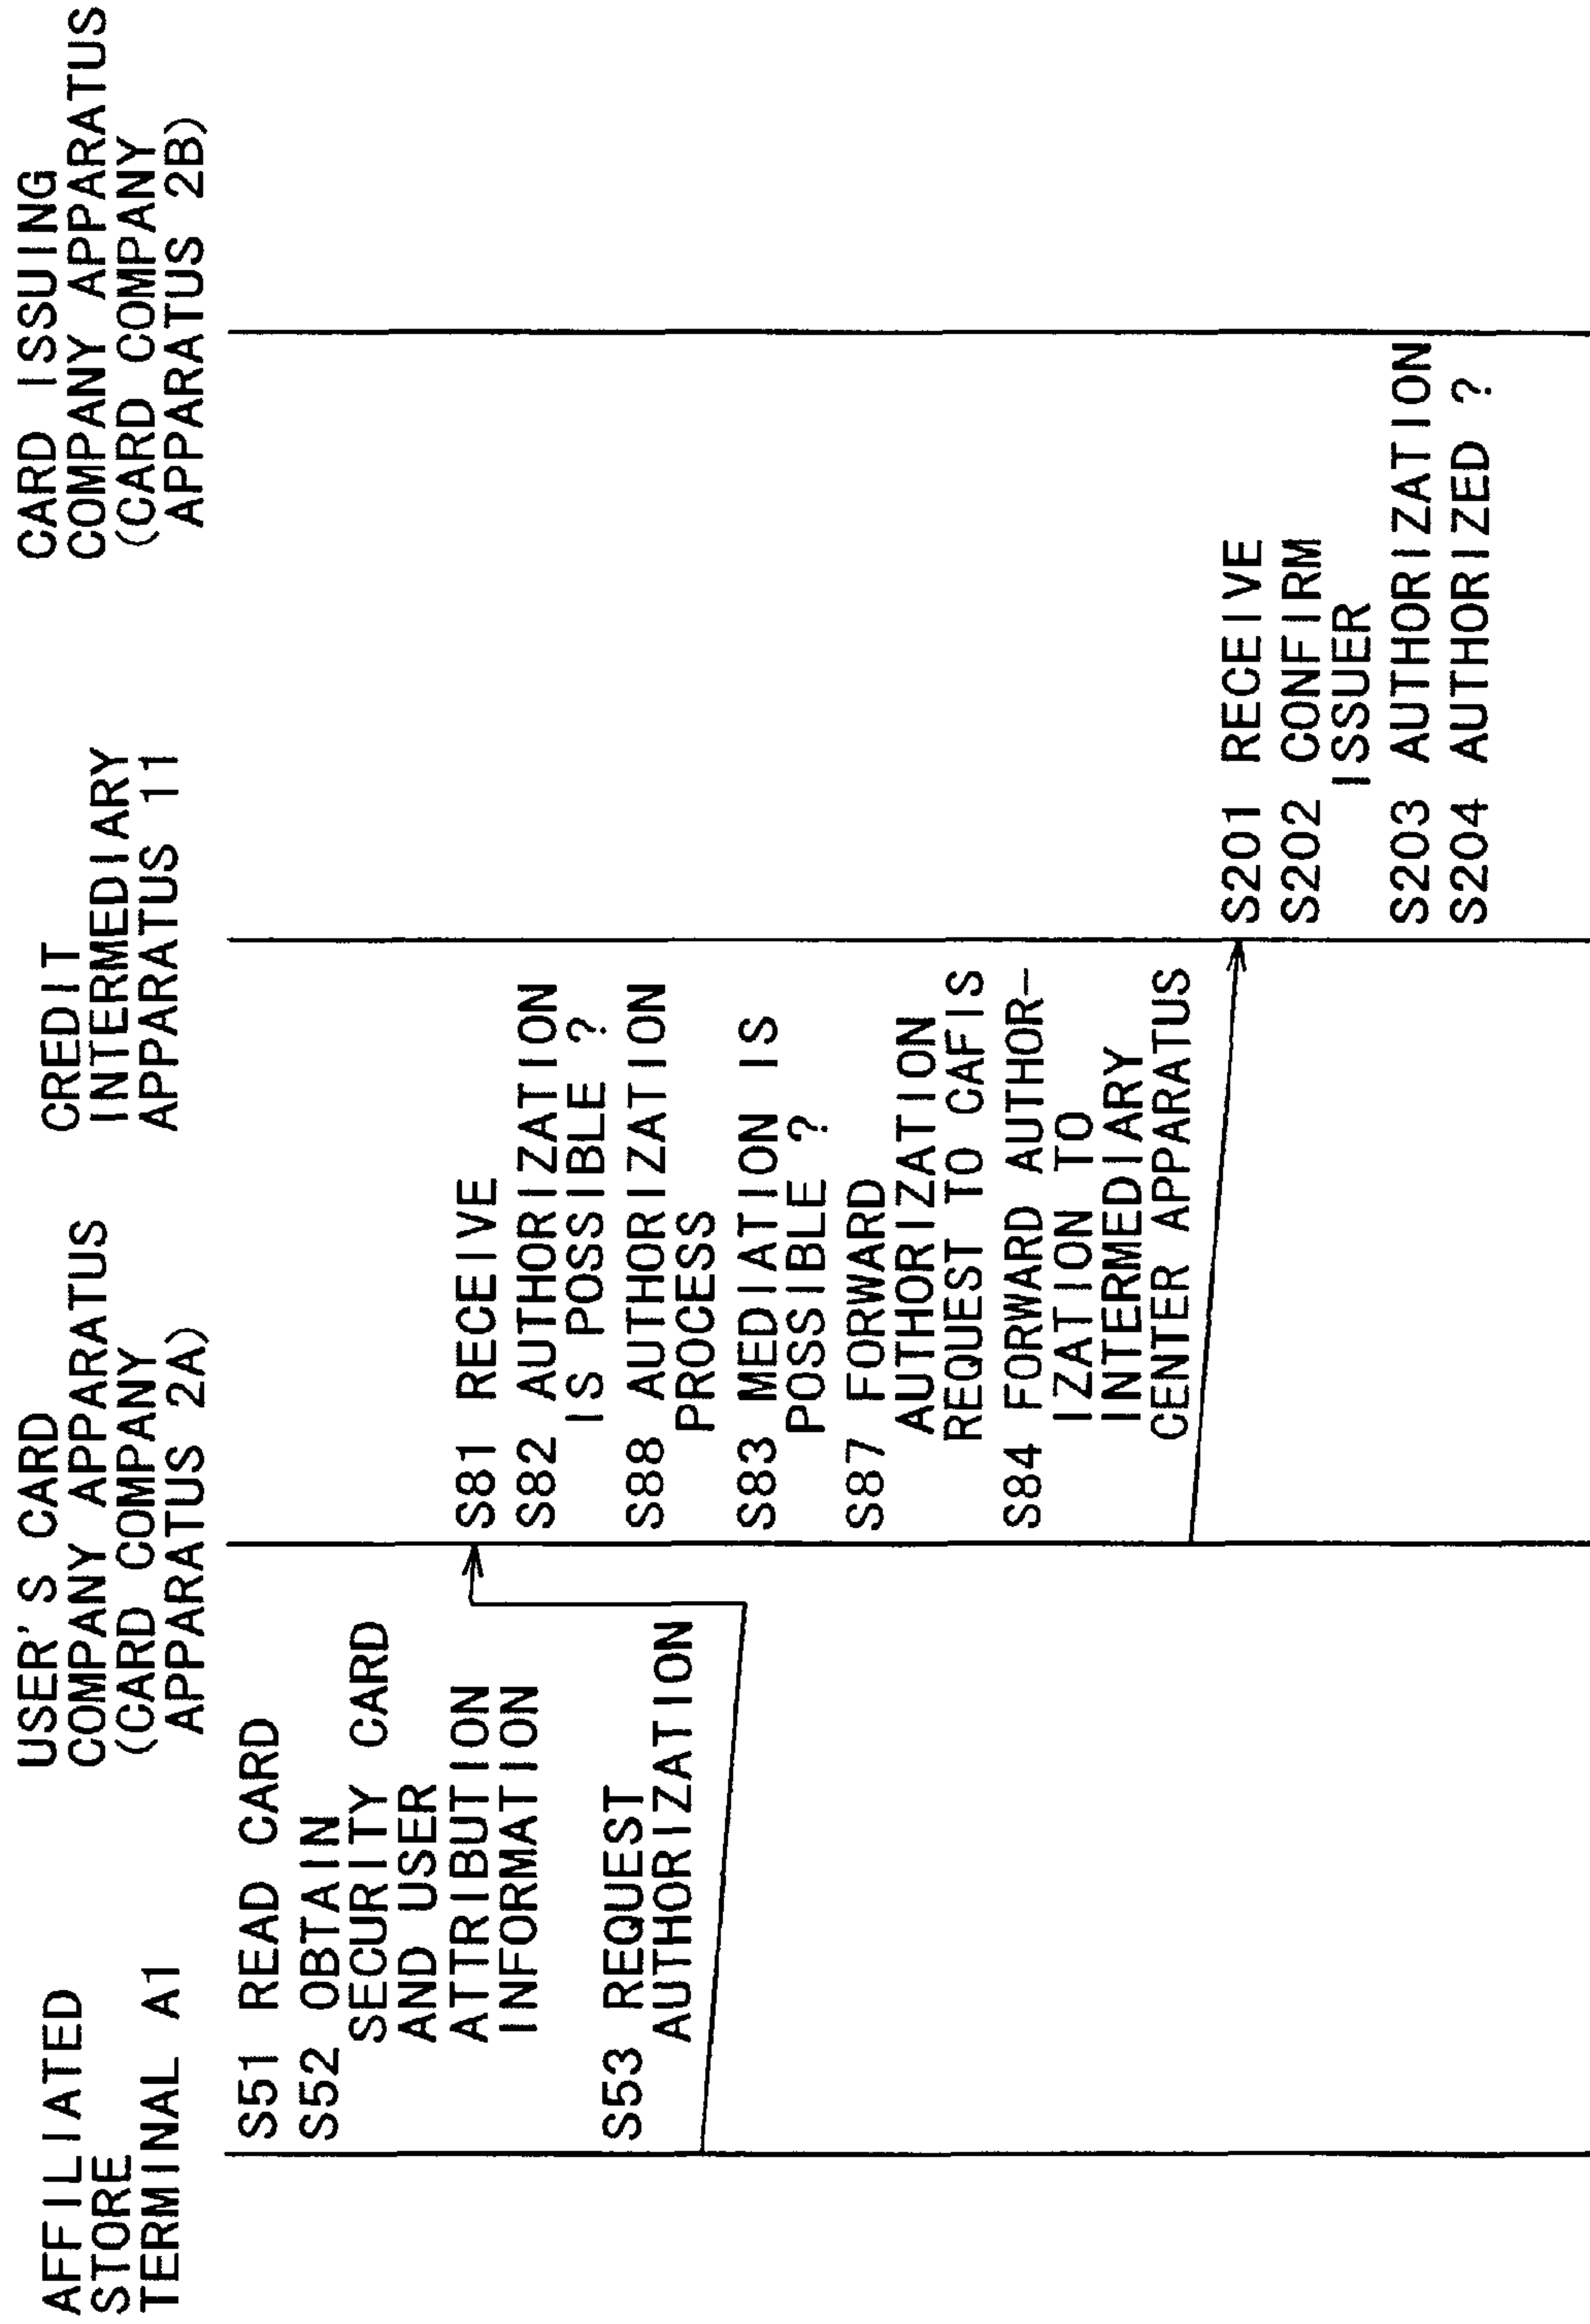 AFFILIATED
STORE
TERMINAL A1
USER'S CARD
COMPANY APPARATUS
(CARD COMPANY
APPARATUS 2A)
CREDIT
INTERMEDIARY
APPARATUS 11
CARD ISSUING
COMPANY APPARATUS
(CARD COMPANY
APPARATUS 2B)
S51 READ CARD
S52 OBTAIN
SECURITY CARD
AND USER
ATTRIBUTION
INFORMATION
S53 REQUEST
AUTHORIZATION
S81 RECEIVE
S82 AUTHORIZATION
IS POSSIBLE ?
S88 AUTHORIZATION
PROCESS
S83 MEDIATION IS
POSSIBLE ?
S87 FORWARD
AUTHORIZATION
REQUEST TO CAFIS
S84 FORWARD AUTHOR-
IZATION TO
INTERMEDIARY
CENTER APPARATUS
S201 RECEIVE
S202 CONFIRM
ISSUER
S203 AUTHORIZATION
S204 AUTHORIZED ?